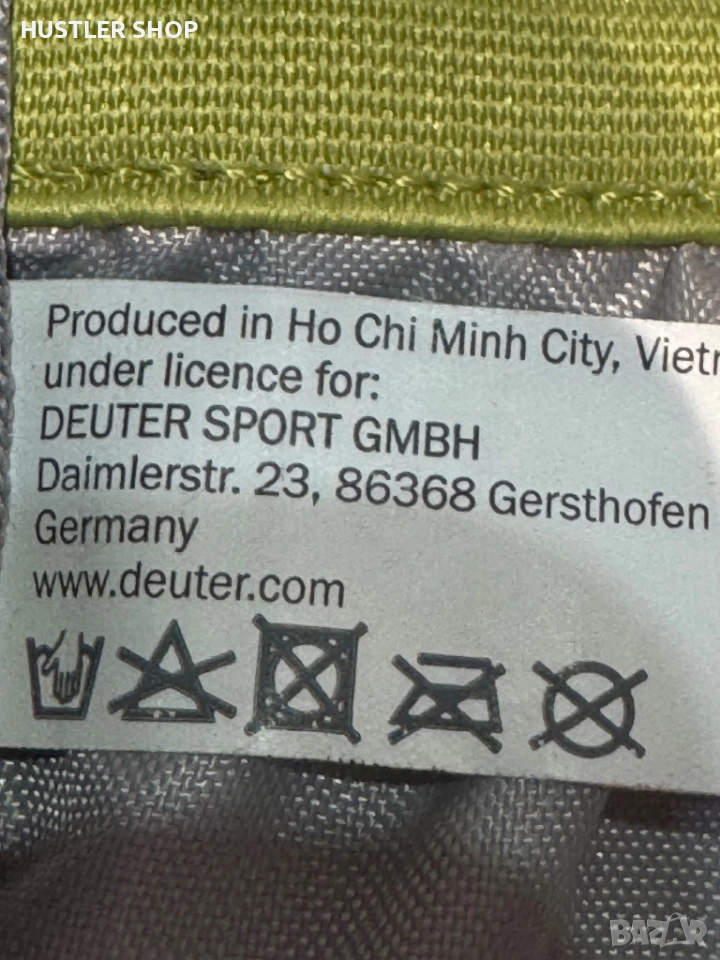 HUSTLER SHOP
Produced in Ho Chi Minh City,
under licence for:
DEUTER SPORT GMBH
Daimlerstr. 23, 86368 Gersthofen
Germany
www.deuter.com
BAZAR